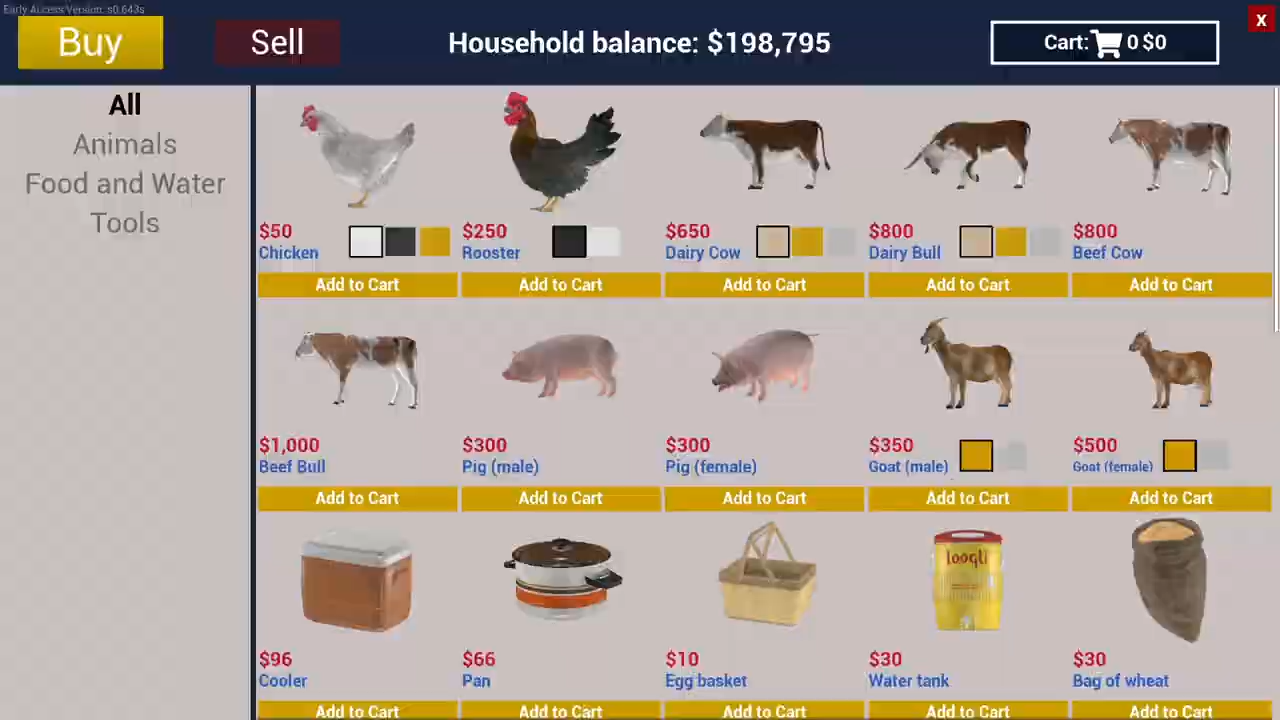 Early Access Version: s0.643s
Buy
Sell
Household balance: $198,795
Cart: 0 $0
X
All
Animals
Food and Water
Tools
$50
Chicken
Add to Cart
$250
Rooster
Add to Cart
$650
Dairy Cow
Add to Cart
$800
Dairy Bull
Add to Cart
$800
Beef Cow
Add to Cart
$1,000
Beef Bull
Add to Cart
$300
Pig (male)
Add to Cart
$300
Pig (female)
Add to Cart
$350
Goat (male)
Add to Cart
$500
Goat (female)
Add to Cart
$96
Cooler
Add to Cart
$66
Pan
Add to Cart
$10
Egg basket
Add to Cart
loogli
$30
Water tank
Add to Cart
$30
Bag of wheat
Add to Cart